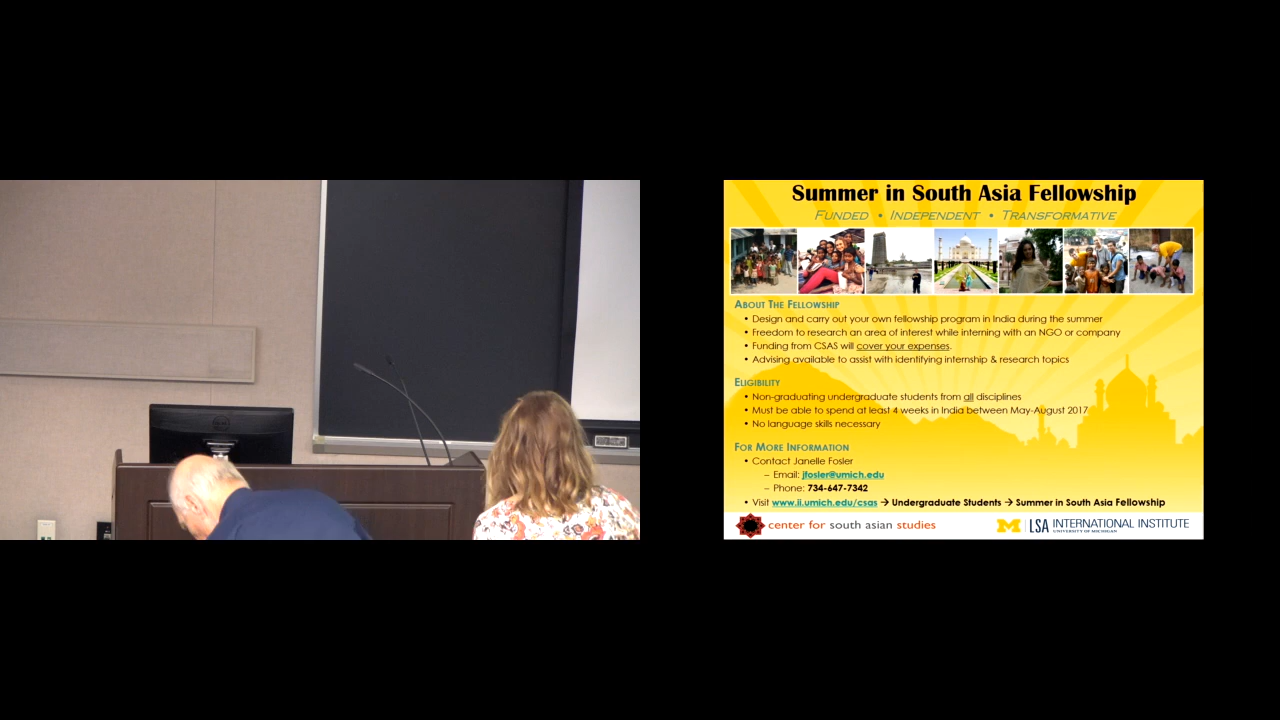 Summer in South Asia Fellowship
FUNDED • INDEPENDENT • TRANSFORMATIVE
ABOUT THE FELLOWSHIP
• Design and carry out your own fellowship program in India during the summer
• Freedom to research an area of interest while interning with an NGO or company
• Funding from CSAS will cover your expenses.
• Advising available to assist with identifying internship & research topics
ELIGIBILITY
• Non-graduating undergraduate students from all disciplines
• Must be able to spend at least 4 weeks in India between May-August 2017
• No language skills necessary
FOR MORE INFORMATION
• Contact Janelle Fosler
– Email: jfosler@umich.edu
– Phone: 734-647-7342
• Visit www.ii.umich.edu/csas → Undergraduate Students → Summer in South Asia Fellowship
center for south asian studies
M LSA INTERNATIONAL INSTITUTE
UNIVERSITY OF MICHIGAN